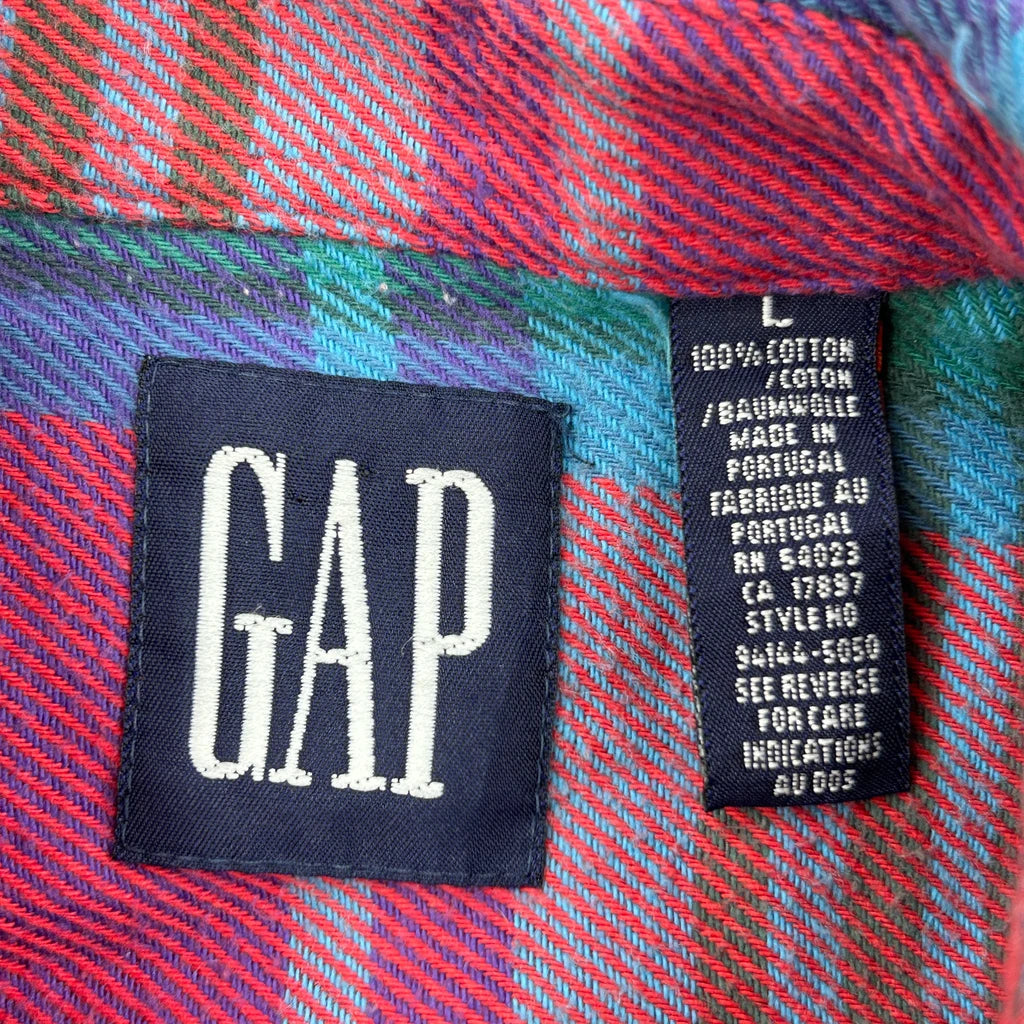 GAP
L
100% COTTON
/COTON
/BAUMWOLLE
MADE IN
PORTUGAL
FABRIQUE AU
PORTUGAL
RN 54023
CA 17897
STYLE NO
94144-5050
SEE REVERSE
FOR CARE
INDICATIONS
AU 005